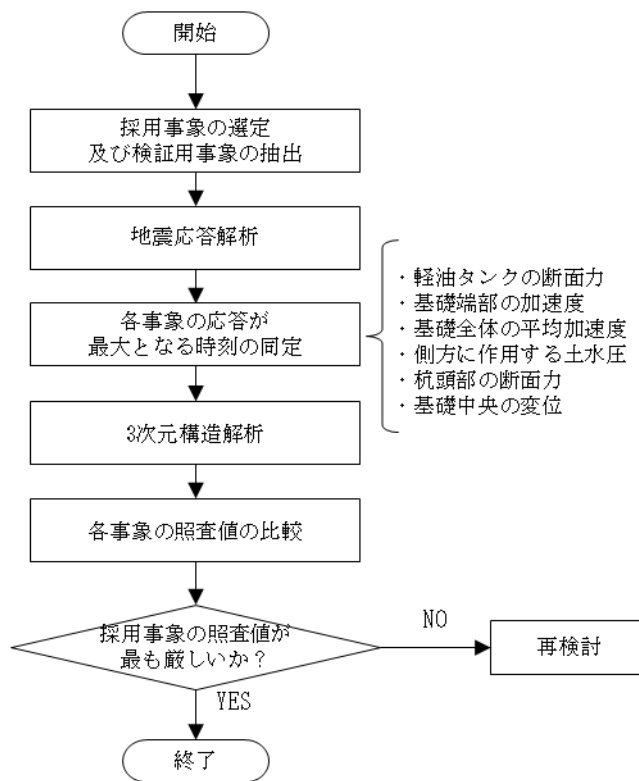 開始
採用事象の選定
及び検証用事象の抽出
地震応答解析
各事象の応答が
最大となる時刻の同定
・軽油タンクの断面力
・基礎端部の加速度
・基礎全体の平均加速度
・側方に作用する土水圧
・杭頭部の断面力
・基礎中央の変位
3次元構造解析
各事象の照査値の比較
採用事象の照査値が
最も厳しいか？
NO
再検討
YES
終了